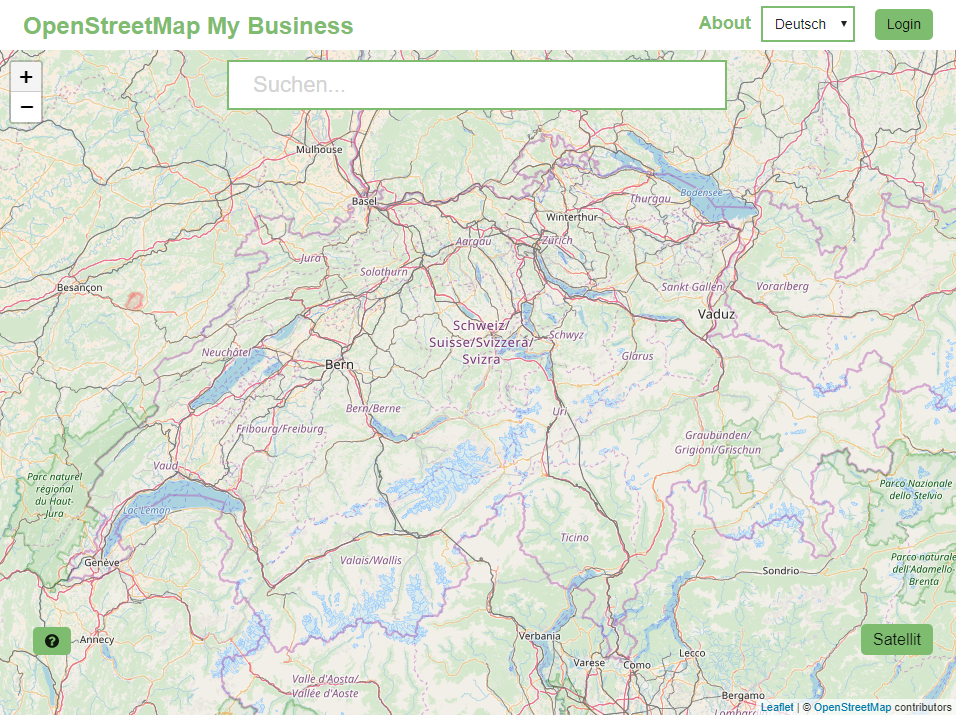 OpenStreetMap My Business
About
Deutsch
Login
+
−
Suchen...
Mulhouse
Bodensee
Basel
Thurgau
Winterthur
Aargau
Zürich
Jura
Solothurn
Besançon
Sankt Gallen
Vorarlberg
Vaduz
Schweiz/
Suisse/Svizzera/
Svizra
Schwyz
Neuchâtel
Glarus
Bern
Bern/Berne
Uri
Fribourg/Freiburg
Graubünden/
Grigioni/Grischun
Vaud
Parc naturel
régional
du Haut-
Jura
Parco Nazionale
dello Stelvio
Lac Léman
Ticino
Genève
Valais/Wallis
Sondrio
Parco naturale
dell'Adamello-
Brenta
?
Annecy
Verbania
Satellit
Lecco
Varese
Como
Valle d'Aosta/
Vallée d'Aoste
Bergamo
Leaflet | © OpenStreetMap contributors